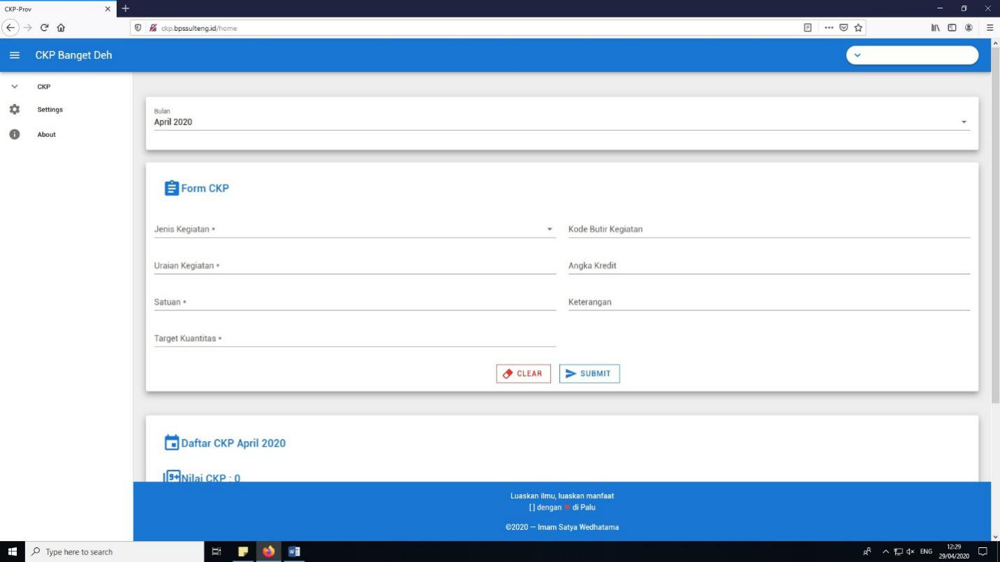 CKP-Prov
ckp.bpssulteng.id/home
CKP Banget Deh
CKP
Settings
About
Bulan
April 2020
Form CKP
Jenis Kegiatan *
Kode Butir Kegiatan
Uraian Kegiatan *
Angka Kredit
Satuan *
Keterangan
Target Kuantitas *
CLEAR
SUBMIT
Daftar CKP April 2020
9+
Nilai CKP : 0
Luaskan ilmu, luaskan manfaat
[ ] dengan ❤ di Palu
©2020 — Imam Satya Wedhatama
Type here to search
ENG
12:29
29/04/2020